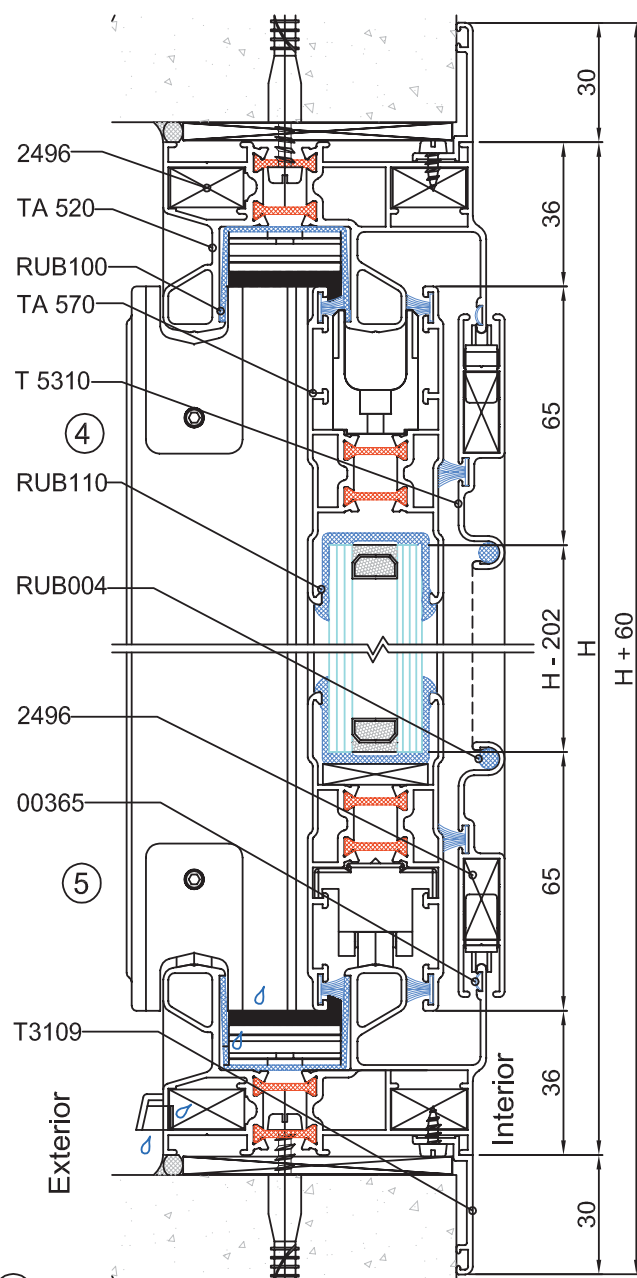 30
2496
36
TA 520
RUB100
TA 570
T 5310
65
4
RUB110
RUB004
H - 202
H
H + 60
2496
00365
65
5
T3109
36
Exterior
Interior
30